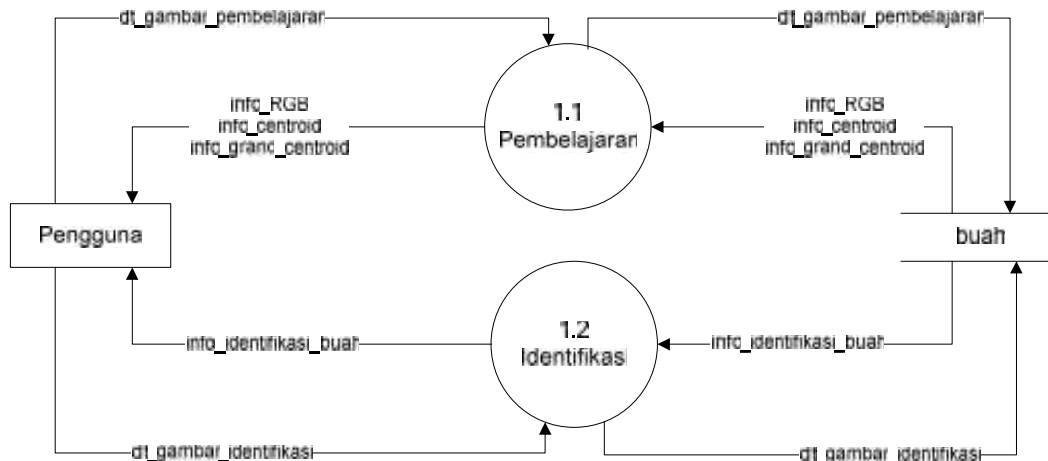 dt_gambar_pembelajaran
dt_gambar_pembelajaran
info_RGB
info_centroid
info_grand_centroid
1.1
Pembelajaran
info_RGB
info_centroid
info_grand_centroid
Pengguna
buah
info_identifikasi_buah
1.2
Identifikasi
info_identifikasi_buah
dt_gambar_identifikasi
dt_gambar_identifikasi